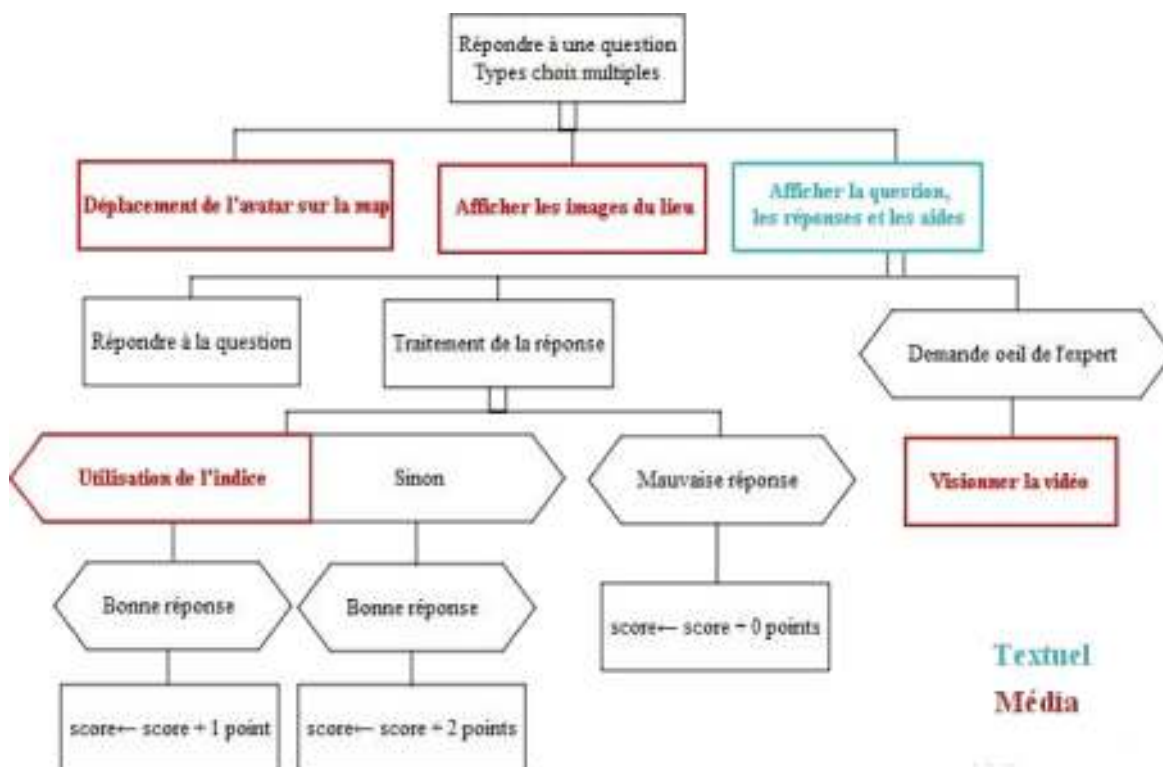 Répondre à une question
Types choix multiples
Déplacement de l'avatar sur la map
Afficher les images du lieu
Afficher la question,
les réponses et les aides
Répondre à la question
Traitement de la réponse
Demande oeil de l'expert
Utilisation de l'indice
Sinon
Mauvaise réponse
Visionner la vidéo
Bonne réponse
Bonne réponse
score← score + 0 points
score← score + 1 point
score← score + 2 points
Textuel
Média